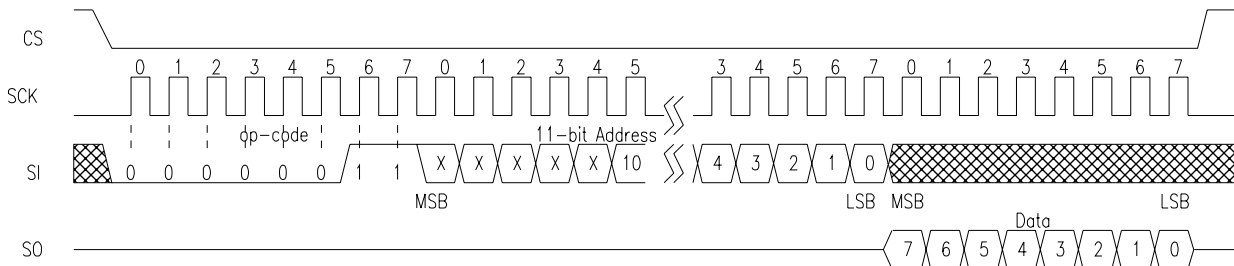 CS
0 1 2 3 4 5 6 7 0 1 2 3 4 5 3 4 5 6 7 0 1 2 3 4 5 6 7
SCK
op-code 11-bit Address
SI 0 0 0 0 0 0 1 1 X X X X X 10 4 3 2 1 0
MSB LSB MSB LSB
Data
SO 7 6 5 4 3 2 1 0